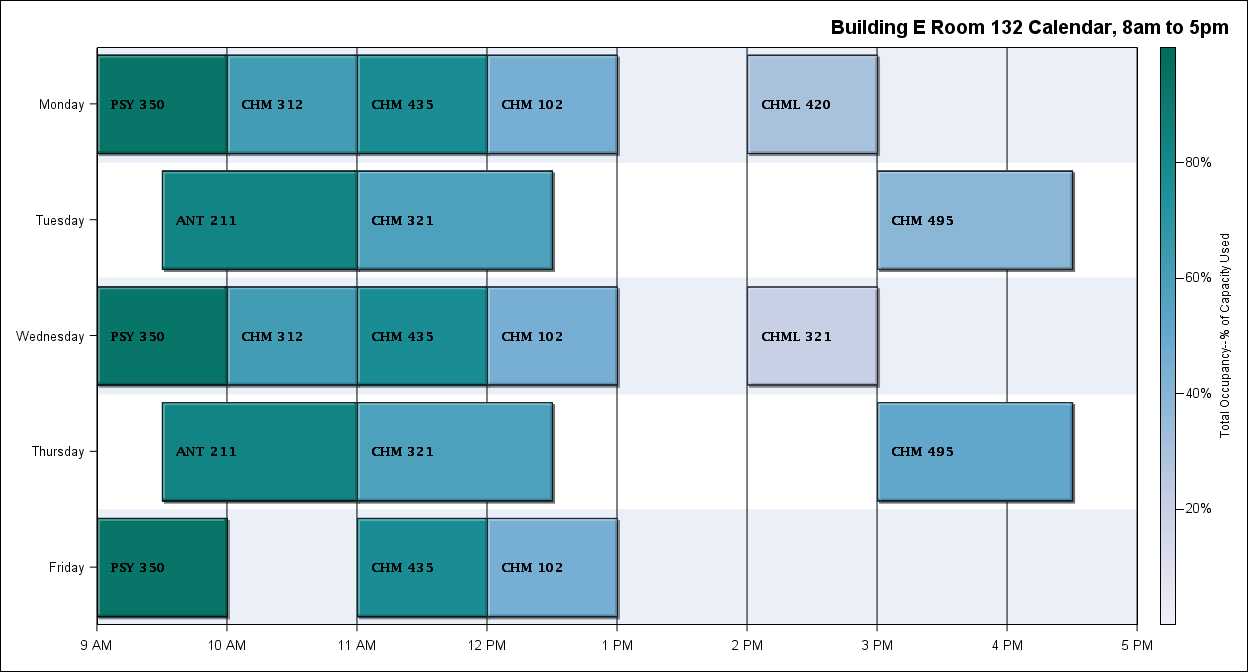 Building E Room 132 Calendar, 8am to 5pm
Monday
PSY 350
CHM 312
CHM 435
CHM 102
CHML 420
Tuesday
ANT 211
CHM 321
CHM 495
Wednesday
PSY 350
CHM 312
CHM 435
CHM 102
CHML 321
Thursday
ANT 211
CHM 321
CHM 495
Friday
PSY 350
CHM 435
CHM 102
9 AM
10 AM
11 AM
12 PM
1 PM
2 PM
3 PM
4 PM
5 PM
80%
60%
40%
20%
Total Occupancy--% of Capacity Used